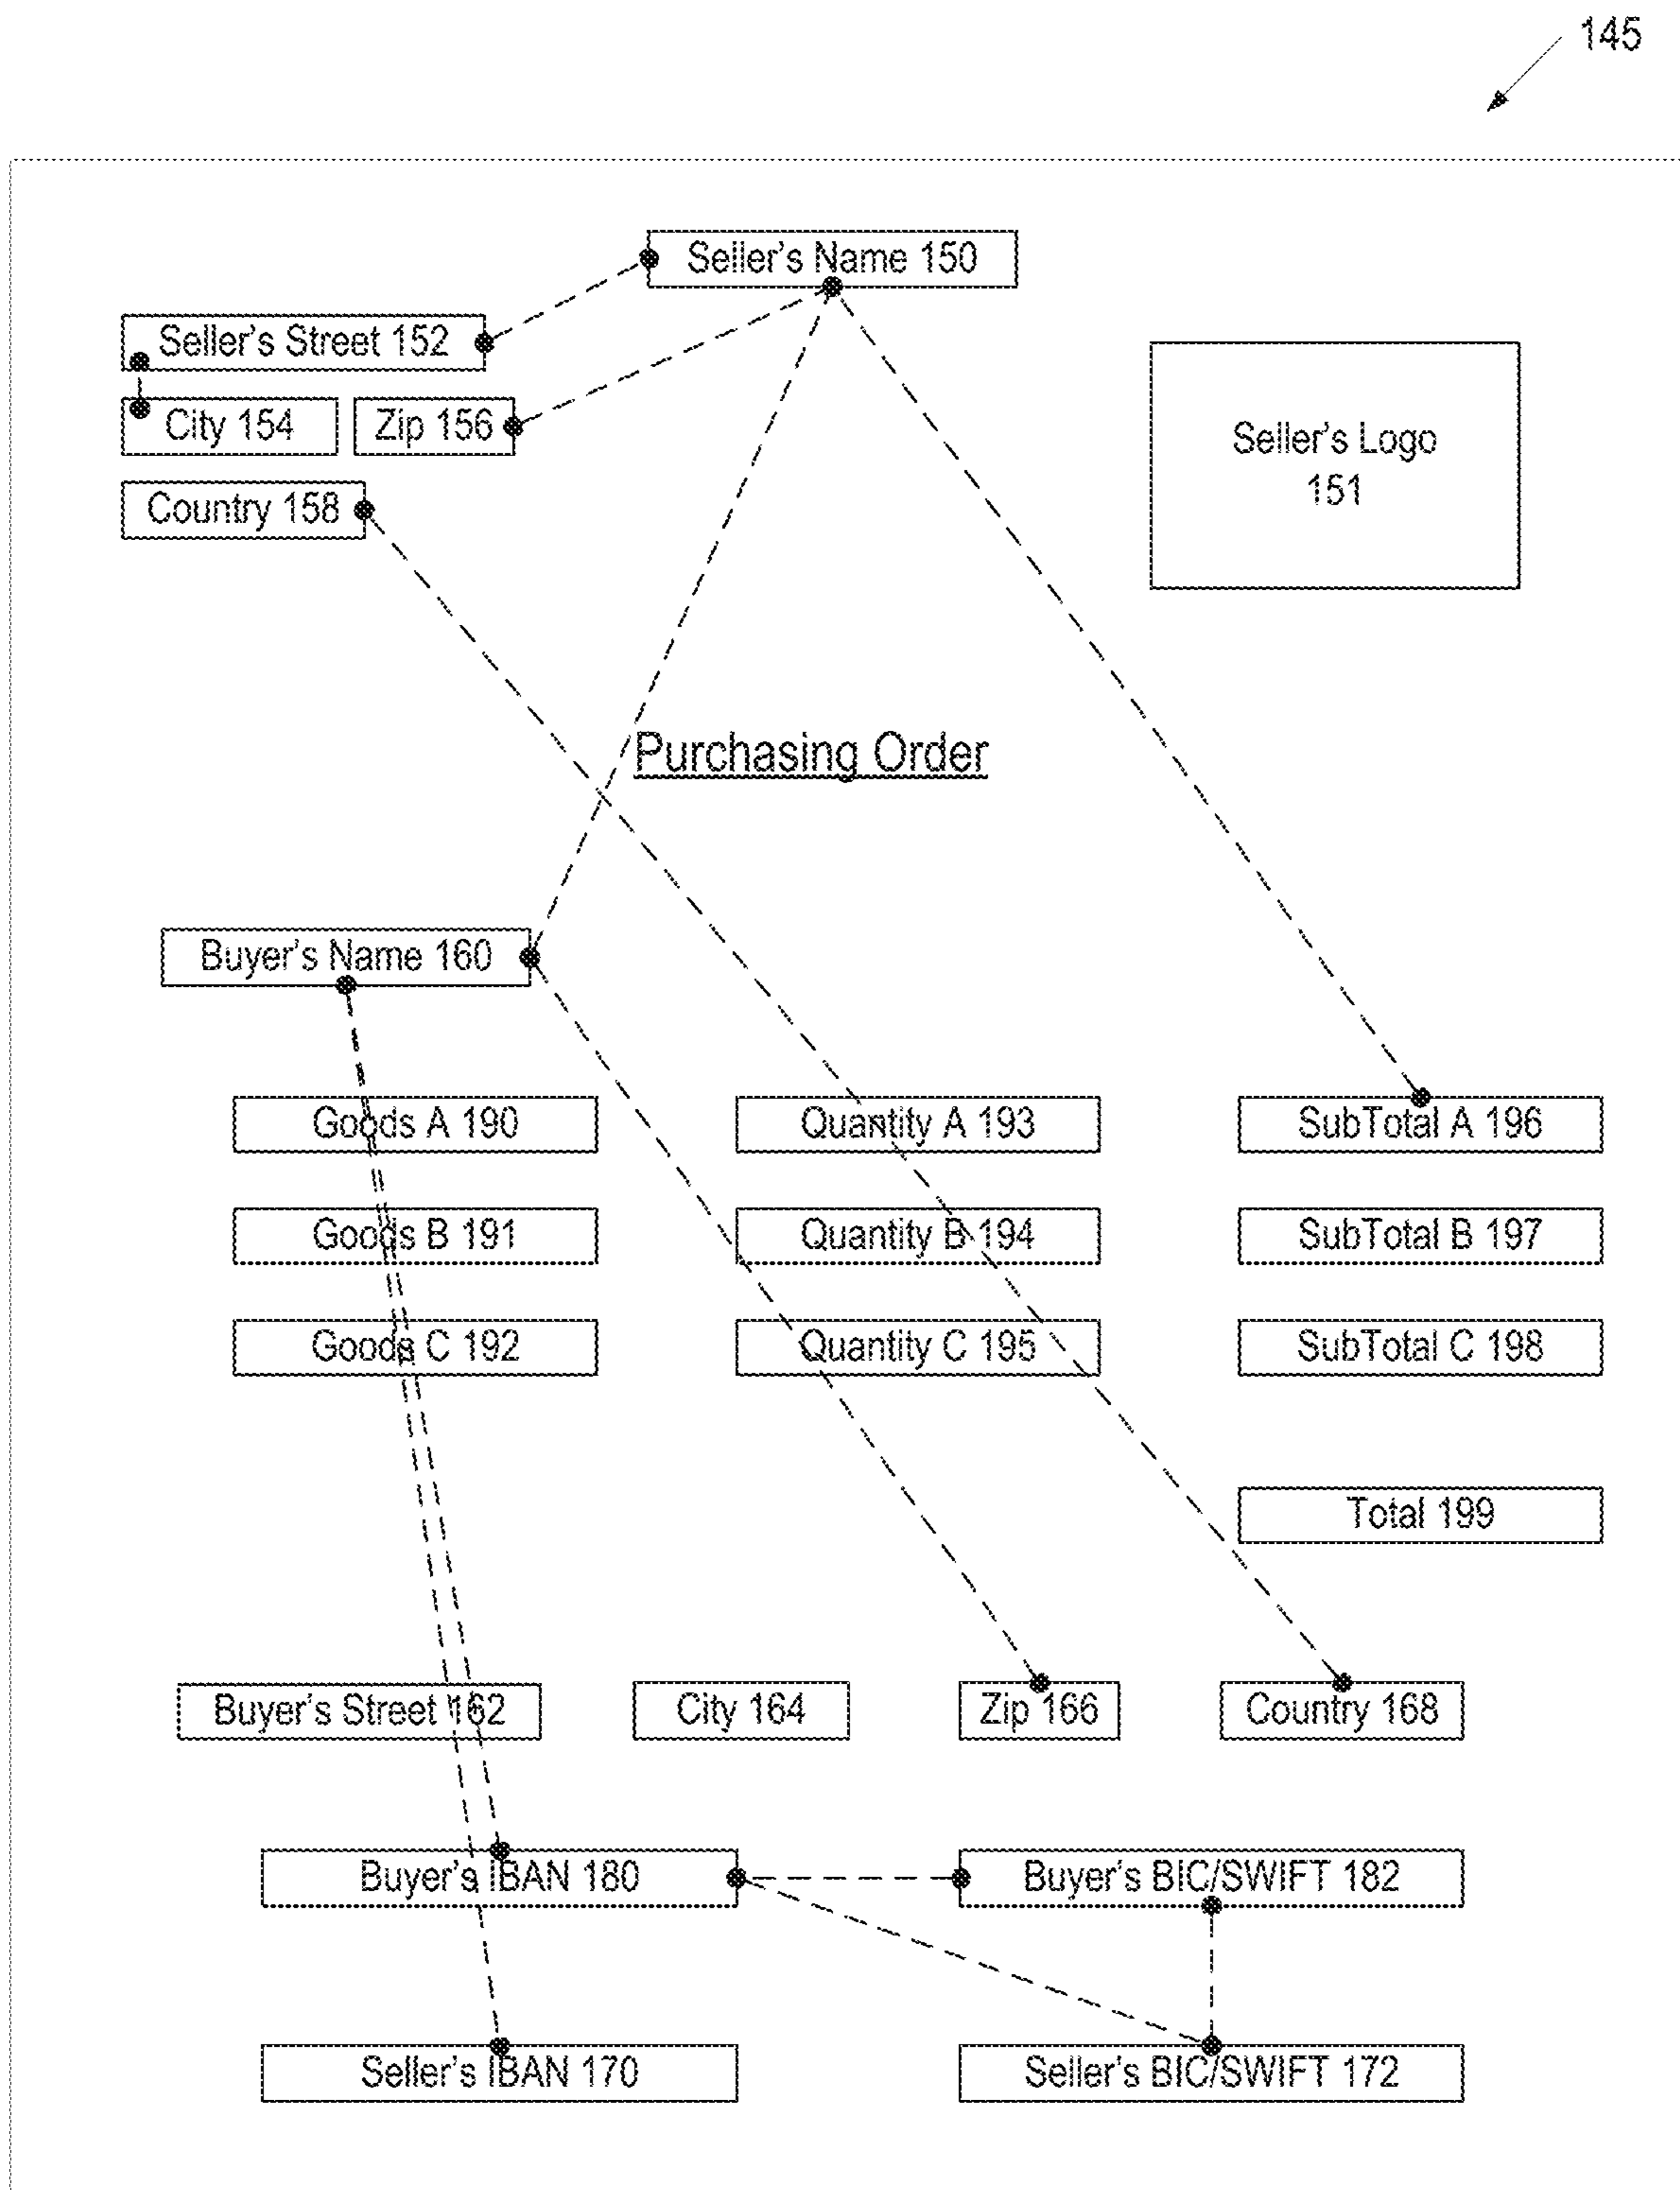 145
Seller's Name 150
Seller's Street 152
City 154 Zip 156
Seller's Logo
151
Country 158
Purchasing Order
Buyer's Name 160
Goods A 190 Quantity A 193 SubTotal A 196
Goods B 191 Quantity B 194 SubTotal B 197
Goods C 192 Quantity C 195 SubTotal C 198
Total 199
Buyer's Street 162 City 164 Zip 166 Country 168
Buyer's IBAN 180 Buyer's BIC/SWIFT 182
Seller's IBAN 170 Seller's BIC/SWIFT 172